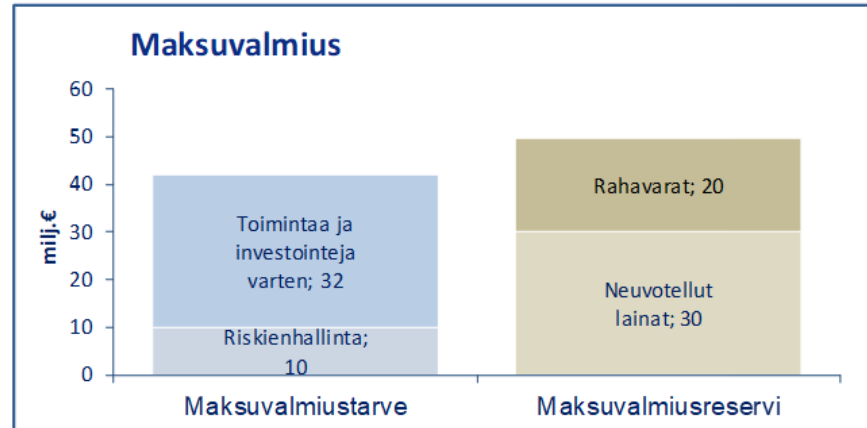 Maksuvalmius
60
50
40
30
20
10
0
milj.€
Toimintaa ja
investointeja
varten; 32
Riskienhallinta;
10
Rahavarat; 20
Neuvotellut
lainat; 30
Maksuvalmiustarve
Maksuvalmiusreservi